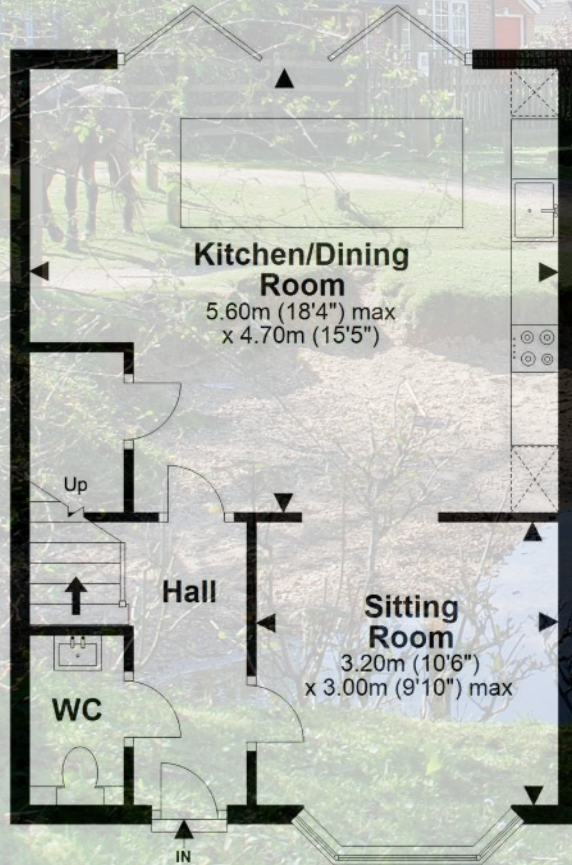 Kitchen/Dining
Room
5.60m (18'4") max
x 4.70m (15'5")
Up
Hall
Sitting
Room
3.20m (10'6")
x 3.00m (9'10") max
WC
IN